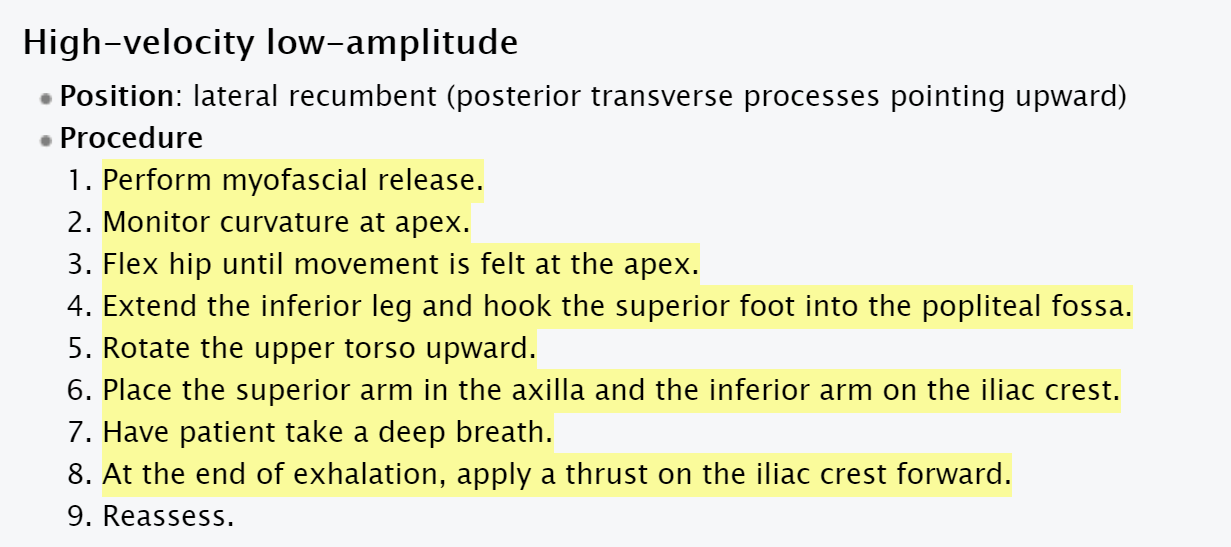 High-velocity low-amplitude
Position: lateral recumbent (posterior transverse processes pointing upward)
Procedure
1. Perform myofascial release.
2. Monitor curvature at apex.
3. Flex hip until movement is felt at the apex.
4. Extend the inferior leg and hook the superior foot into the popliteal fossa.
5. Rotate the upper torso upward.
6. Place the superior arm in the axilla and the inferior arm on the iliac crest.
7. Have patient take a deep breath.
8. At the end of exhalation, apply a thrust on the iliac crest forward.
9. Reassess.